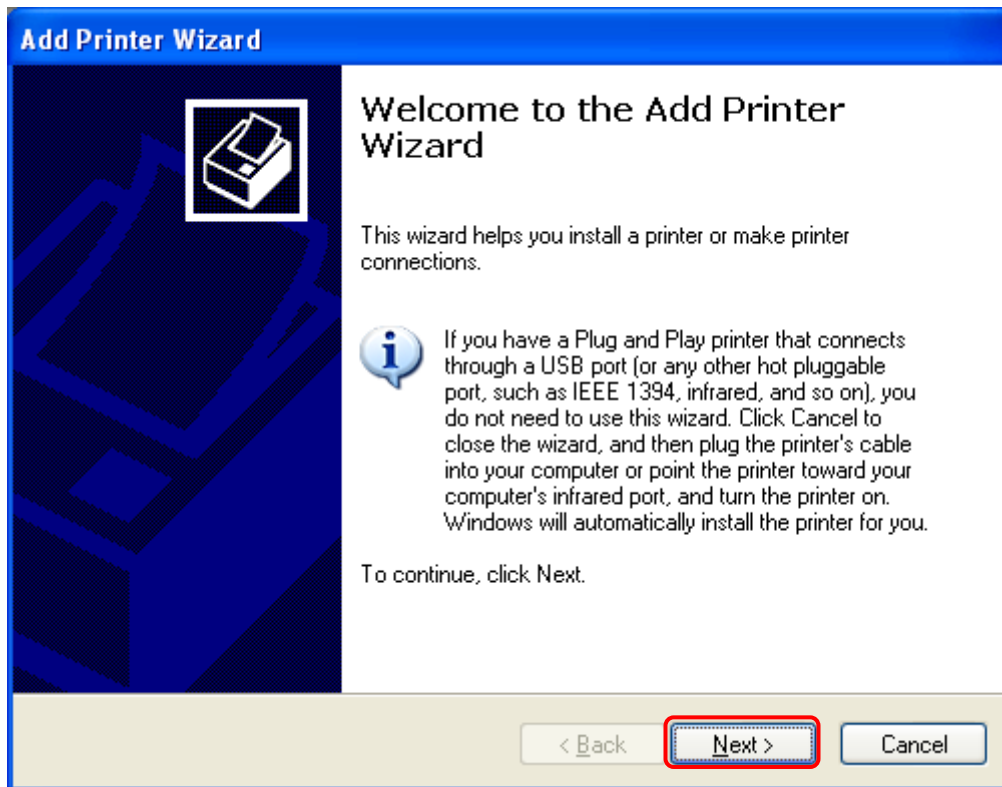 Add Printer Wizard
Welcome to the Add Printer
Wizard
This wizard helps you install a printer or make printer
connections.
If you have a Plug and Play printer that connects
through a USB port (or any other hot pluggable
port, such as IEEE 1394, infrared, and so on), you
do not need to use this wizard. Click Cancel to
close the wizard, and then plug the printer's cable
into your computer or point the printer toward your
computer's infrared port, and turn the printer on.
Windows will automatically install the printer for you.
To continue, click Next.
< Back Next > Cancel